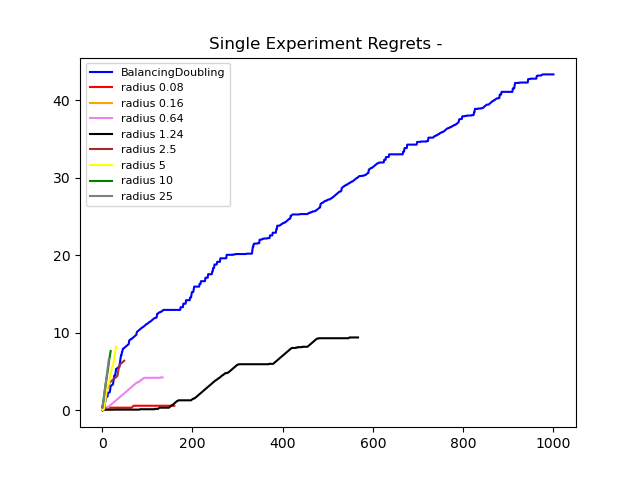 Single Experiment Regrets -
BalancingDoubling
radius 0.08
radius 0.16
radius 0.64
radius 1.24
radius 2.5
radius 5
radius 10
radius 25
40
30
20
10
0
0 200 400 600 800 1000